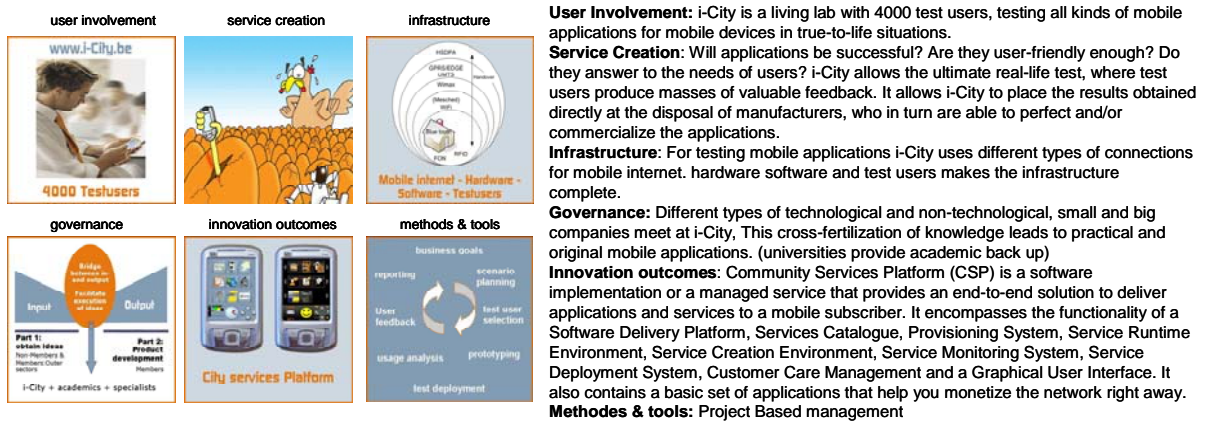 user involvement
service creation
infrastructure
www.i-City.be
4000 Testusers
HSDPA
GPRS/EDGE
UMTS
Handover
Wimax
(Meshed)
WiFi
Blue tooth
FON
RFID
Mobile internet - Hardware -
Software - Testusers
governance
innovation outcomes
methods & tools
Bridge
between in-
and output
Facilitate
execution
of ideas
Input
Output
Part 1:
obtain ideas
Non-Members &
Members Outer
sectors
Part 2:
Product
development
Members
i-City + academics + specialists
City services Platform
business goals
reporting
scenario
planning
User
feedback
test user
selection
usage analysis
prototyping
test deployment
User Involvement: i-City is a living lab with 4000 test users, testing all kinds of mobile
applications for mobile devices in true-to-life situations.
Service Creation: Will applications be successful? Are they user-friendly enough? Do
they answer to the needs of users? i-City allows the ultimate real-life test, where test
users produce masses of valuable feedback. It allows i-City to place the results obtained
directly at the disposal of manufacturers, who in turn are able to perfect and/or
commercialize the applications.
Infrastructure: For testing mobile applications i-City uses different types of connections
for mobile internet. hardware software and test users makes the infrastructure
complete.
Governance: Different types of technological and non-technological, small and big
companies meet at i-City, This cross-fertilization of knowledge leads to practical and
original mobile applications. (universities provide academic back up)
Innovation outcomes: Community Services Platform (CSP) is a software
implementation or a managed service that provides an end-to-end solution to deliver
applications and services to a mobile subscriber. It encompasses the functionality of a
Software Delivery Platform, Services Catalogue, Provisioning System, Service Runtime
Environment, Service Creation Environment, Service Monitoring System, Service
Deployment System, Customer Care Management and a Graphical User Interface. It
also contains a basic set of applications that help you monetize the network right away.
Methodes & tools: Project Based management